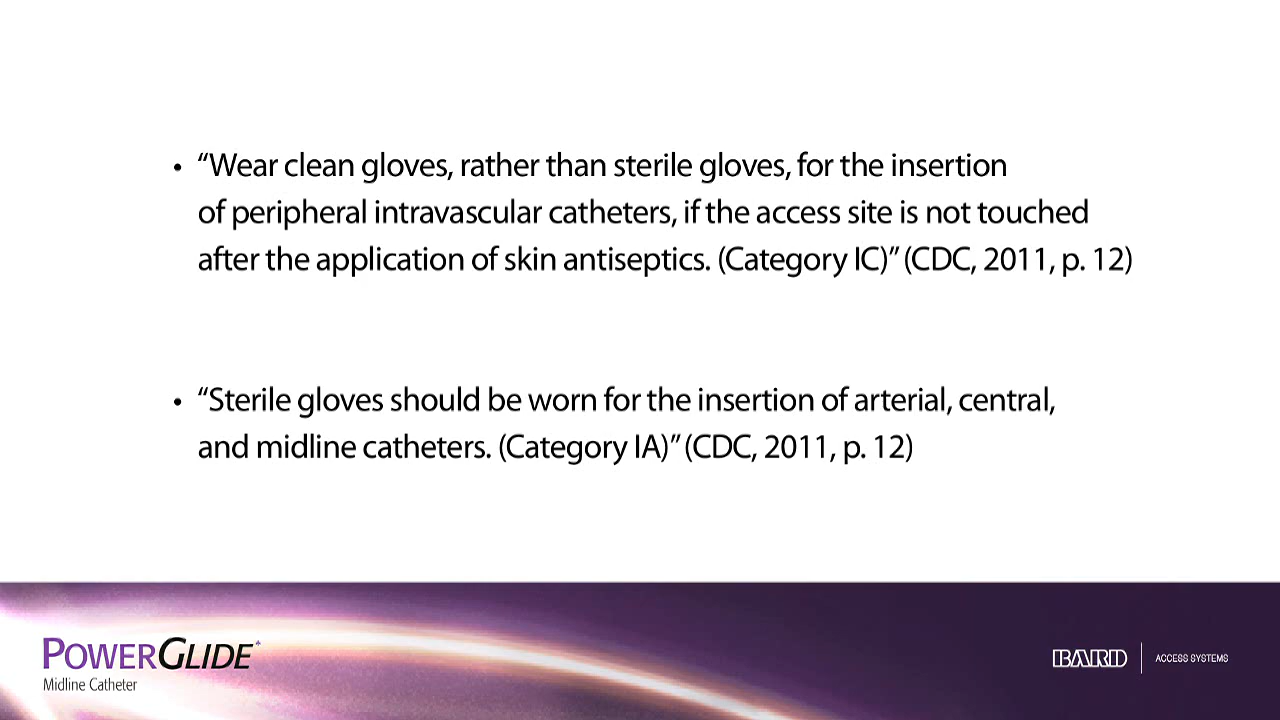 • “Wear clean gloves, rather than sterile gloves, for the insertion
of peripheral intravascular catheters, if the access site is not touched
after the application of skin antiseptics. (Category IC)” (CDC, 2011, p. 12)
• “Sterile gloves should be worn for the insertion of arterial, central,
and midline catheters. (Category IA)” (CDC, 2011, p. 12)
POWERGLIDE
Midline Catheter
BARD | ACCESS SYSTEMS